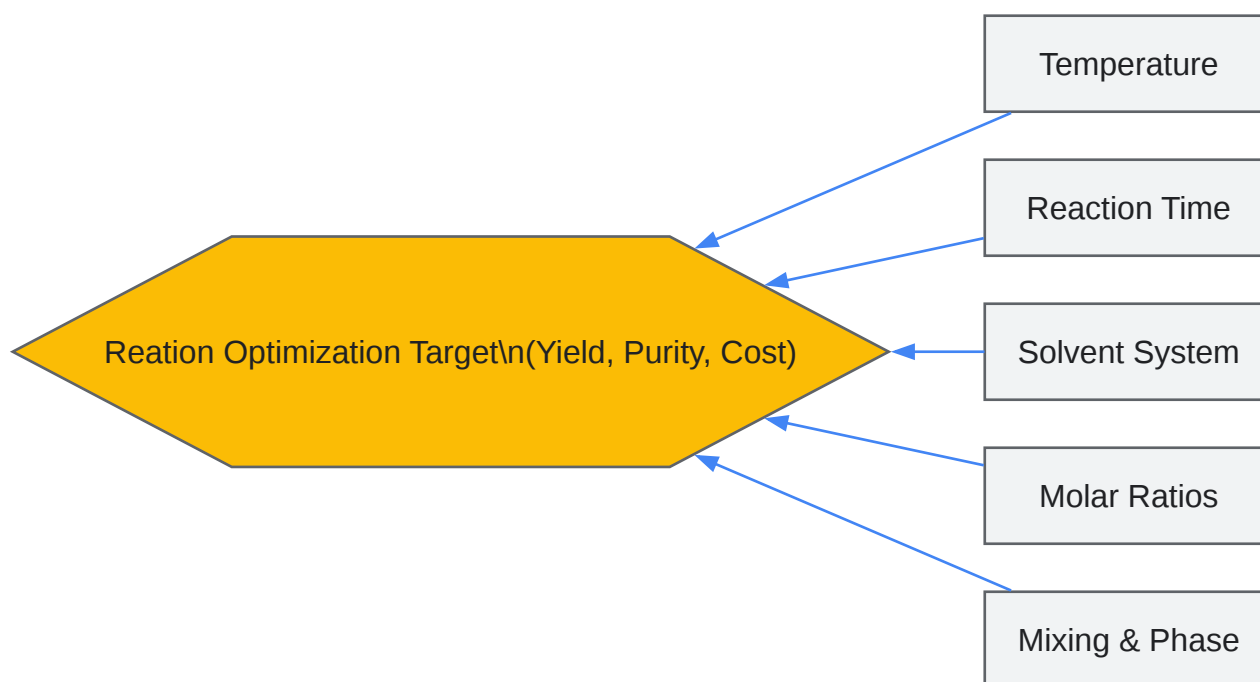 Temperature
Reaction Time
Reation Optimization Target\n(Yield, Purity, Cost)
Solvent System
Molar Ratios
Mixing & Phase